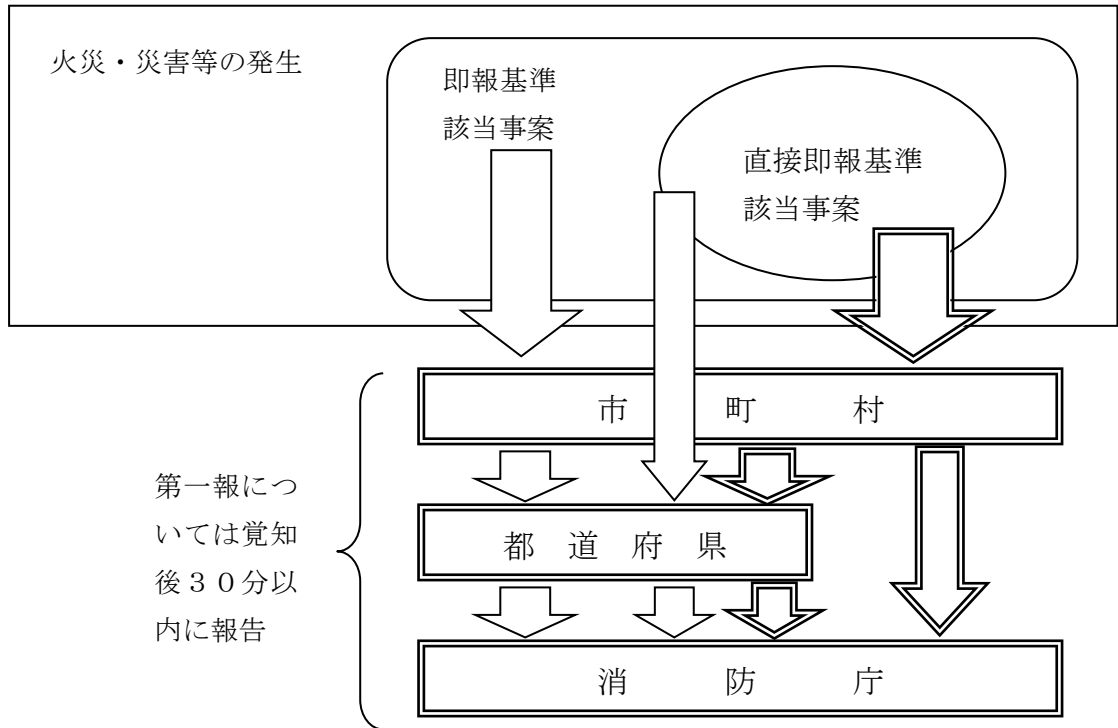 火災・災害等の発生
即報基準
該当事案
直接即報基準
該当事案
市　町　村
第一報につ
いては覚知
後３０分以
内に報告
都　道　府　県
消　防　庁